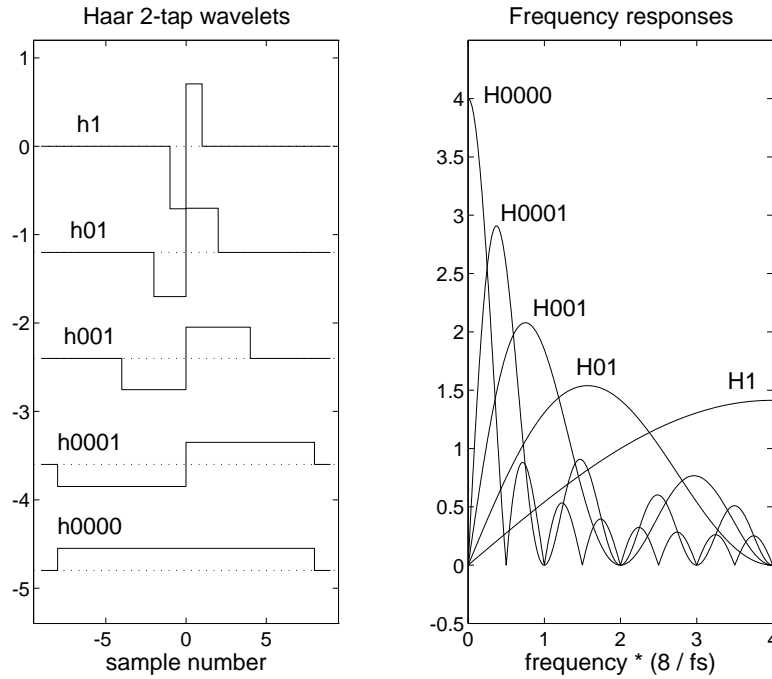 Haar 2-tap wavelets
1
0
-1
-2
-3
-4
-5
h1
h01
h001
h0001
h0000
-5
0
5
sample number
Frequency responses
4
3.5
3
2.5
2
1.5
1
0.5
0
-0.5
H0000
H0001
H001
H01
H1
0
1
2
3
4
frequency * (8 / fs)